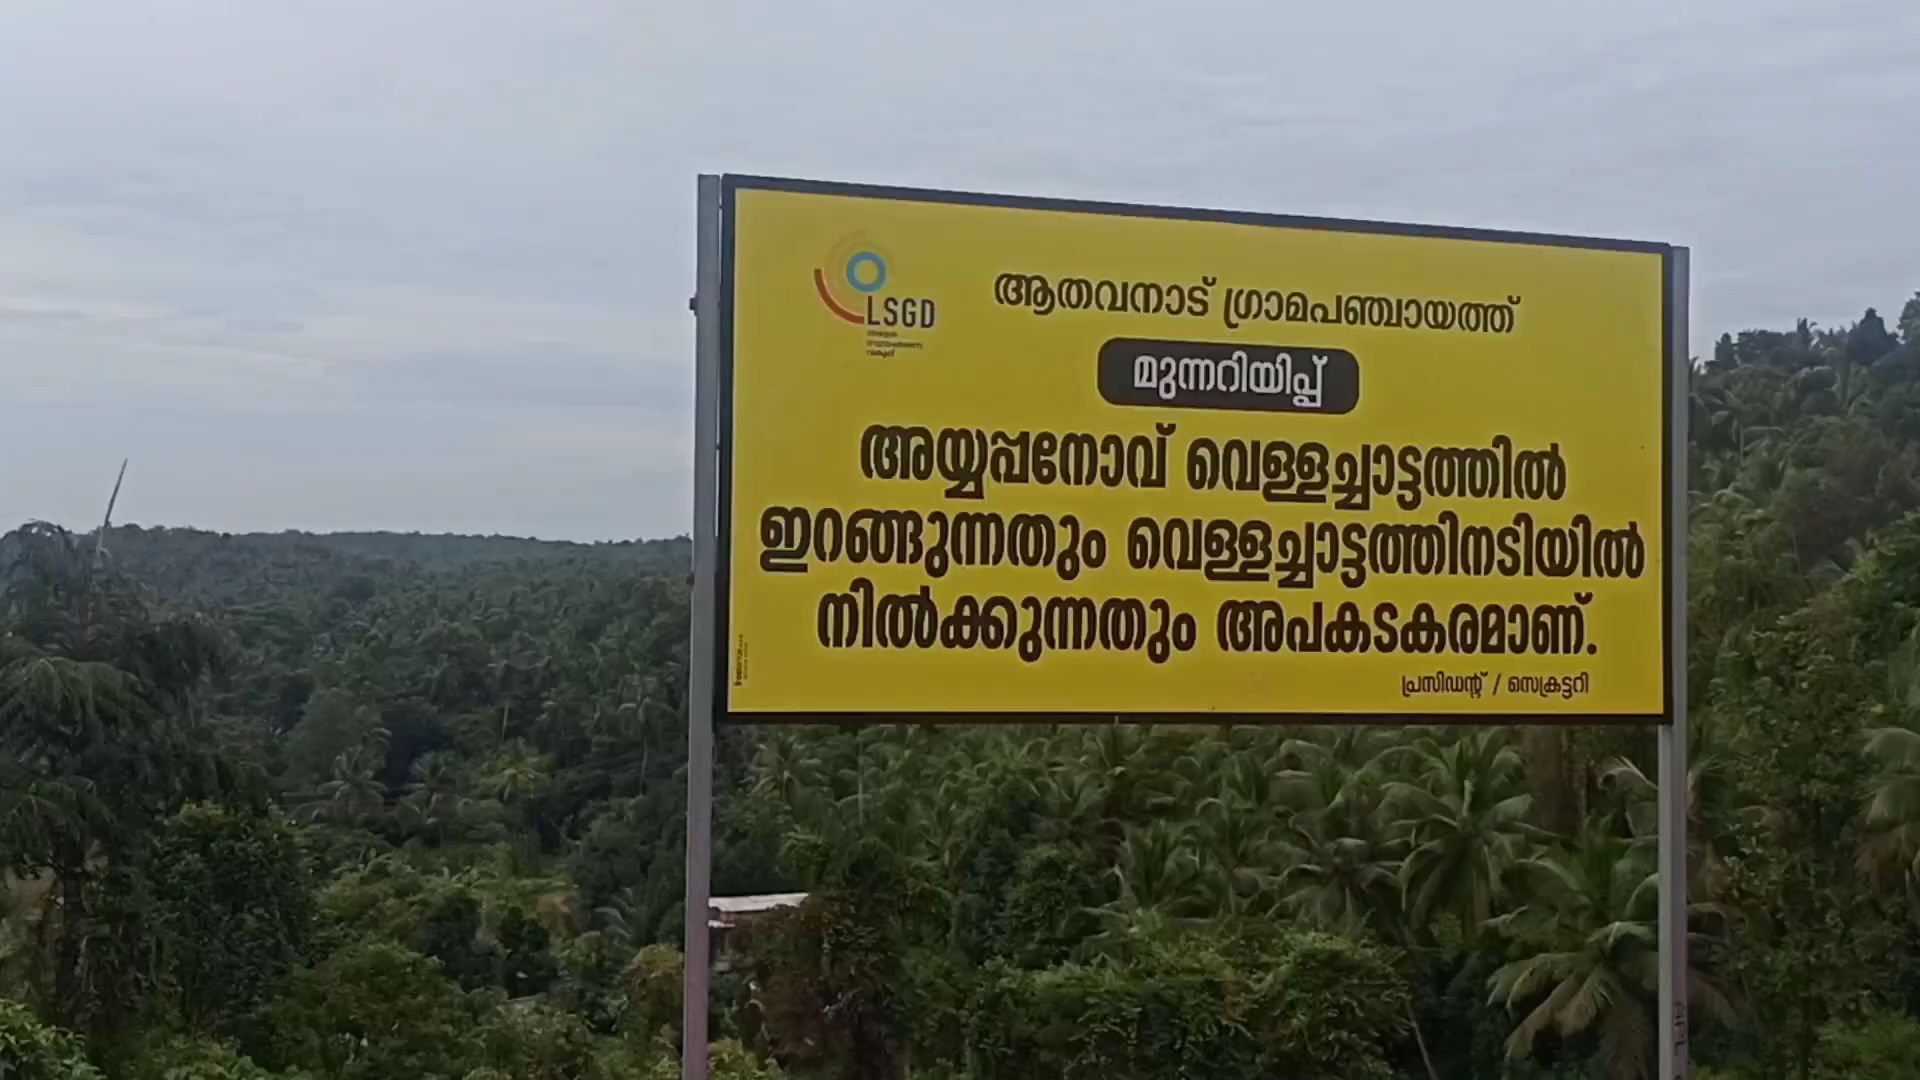 LSGD
ആതവനാട് ഗ്രാമപഞ്ചായത്ത്
മുന്നറിയിപ്പ്
അയ്യപ്പനോവ് വെള്ളച്ചാട്ടത്തിൽ
ഇറങ്ങുന്നതും വെള്ളച്ചാട്ടത്തിനടിയിൽ
നിൽക്കുന്നതും അപകടകരമാണ്.
പ്രസിഡന്റ് / സെക്രട്ടറി